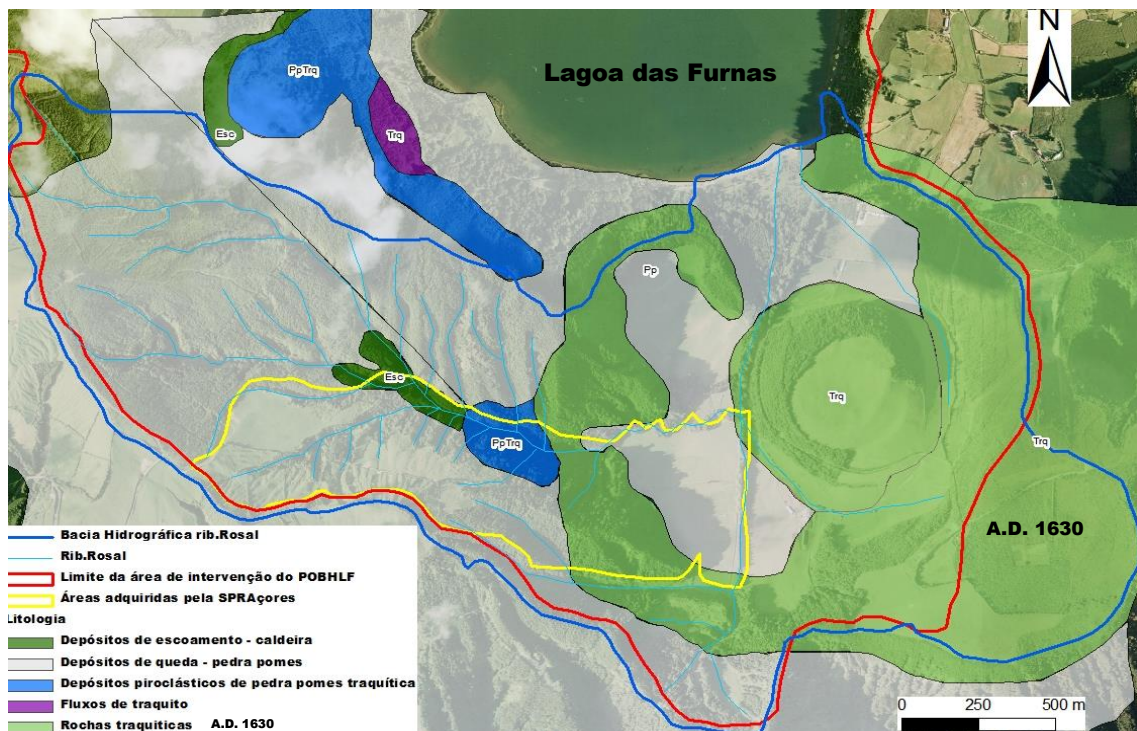 N
Lagoa das Furnas
PpTrq
Esc
Trq
Pp
Esc
Trq
PpTrq
Trq
A.D. 1630
Bacia Hidrográfica rib.Rosal
Rib.Rosal
Limite da área de intervenção do POBHLF
Áreas adquiridas pela SPRAçores
Litologia
Depósitos de escoamento - caldeira
Depósitos de queda - pedra pomes
Depósitos piroclásticos de pedra pomes traquítica
Fluxos de traquito
Rochas traquiticas A.D. 1630
0 250 500 m